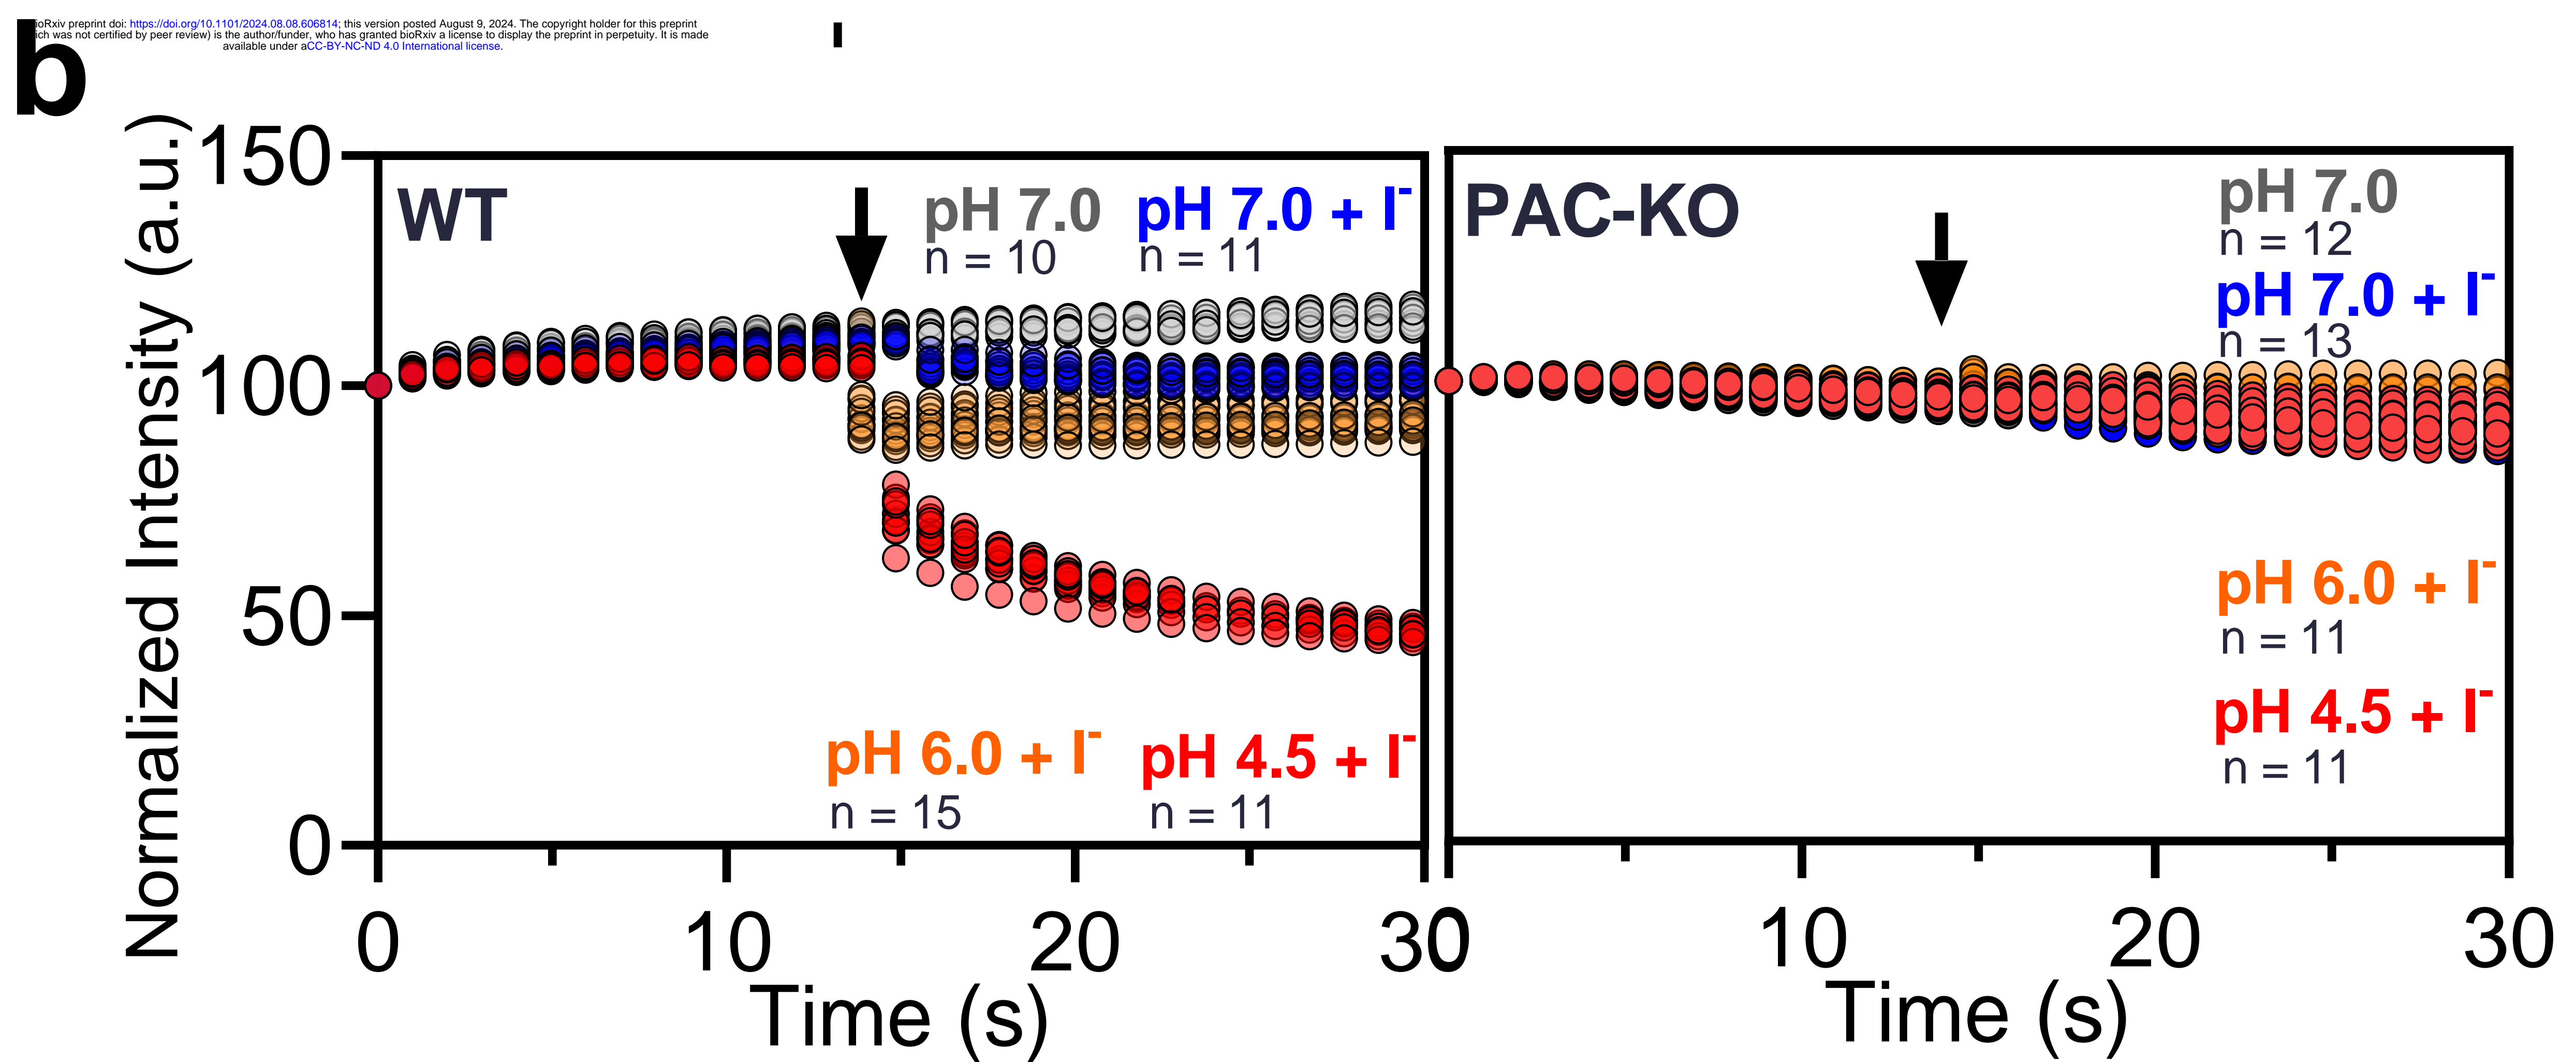 ioRxiv preprint doi: https://doi.org/10.1101/2024.08.08.606814; this version posted August 9, 2024. The copyright holder for this preprint
ich was not certified by peer review) is the author/funder, who has granted bioRxiv a license to display the preprint in perpetuity. It is made
available under aCC-BY-NC-ND 4.0 International license.
b
Normalized Intensity (a.u.)
150
100
50
0
WT
pH 7.0
n = 10
pH 7.0 + I-
n = 11
pH 6.0 + I-
n = 15
pH 4.5 + I-
n = 11
0
10
20
30
Time (s)
PAC-KO
pH 7.0
n = 12
pH 7.0 + I-
n = 13
pH 6.0 + I-
n = 11
pH 4.5 + I-
n = 11
0
10
20
30
Time (s)